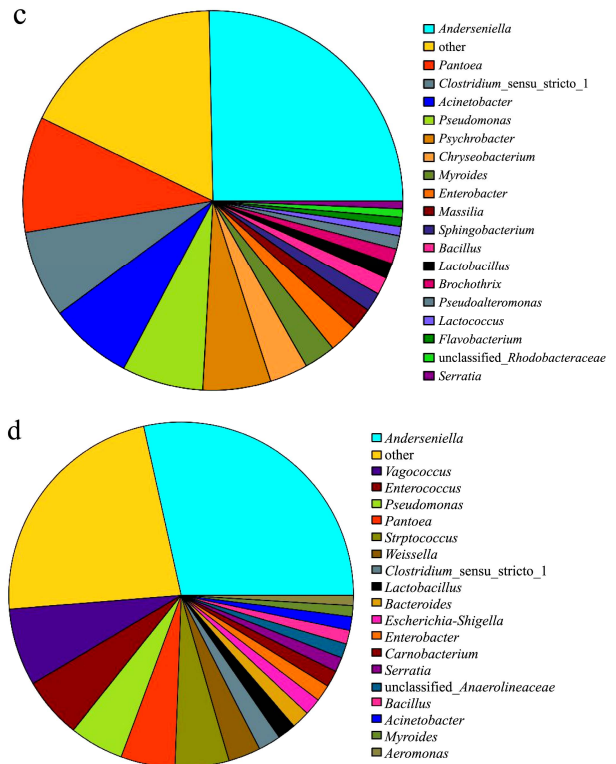 c
Anderseniella
other
Pantoea
Clostridium_sensu_stricto_1
Acinetobacter
Pseudomonas
Psychrobacter
Chryseobacterium
Myroides
Enterobacter
Massilia
Sphingobacterium
Bacillus
Lactobacillus
Brochothrix
Pseudoalteromonas
Lactococcus
Flavobacterium
unclassified_Rhodobacteraceae
Serratia
d
Anderseniella
other
Vagococcus
Enterococcus
Pseudomonas
Pantoea
Strptococcus
Weissella
Clostridium_sensu_stricto_1
Lactobacillus
Bacteroides
Escherichia-Shigella
Enterobacter
Carnobacterium
Serratia
unclassified_Anaerolineaceae
Bacillus
Acinetobacter
Myroides
Aeromonas